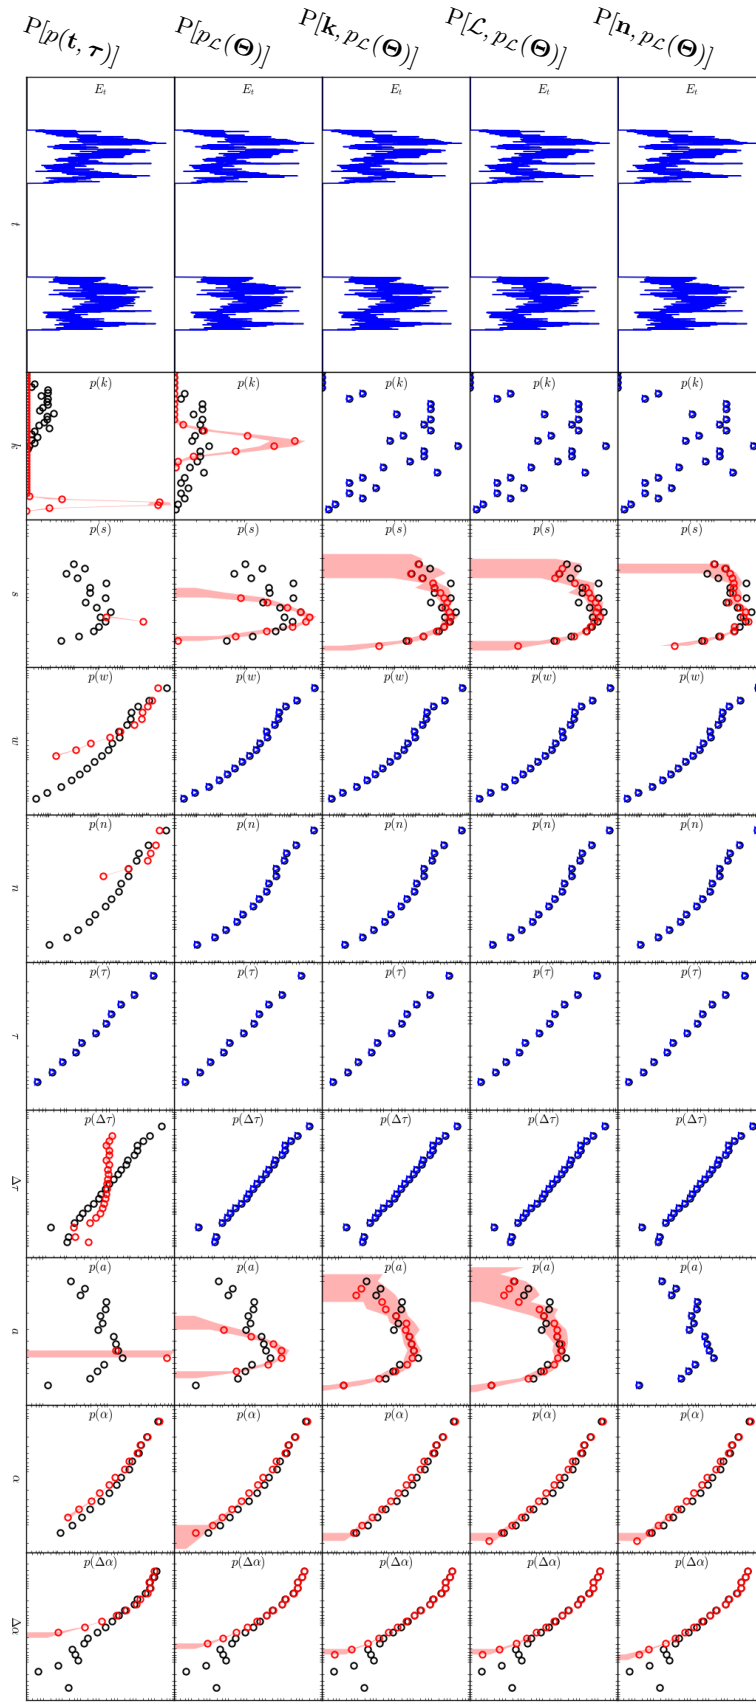 P[p(t, τ)] P[p_ℒ(Θ)] P[k, p_ℒ(Θ)] P[ℒ, p_ℒ(Θ)] P[n, p_ℒ(Θ)]
E_t E_t E_t E_t E_t
t
p(k) p(k) p(k) p(k) p(k)
k
p(s) p(s) p(s) p(s) p(s)
s
p(w) p(w) p(w) p(w) p(w)
w
p(n) p(n) p(n) p(n) p(n)
n
p(τ) p(τ) p(τ) p(τ) p(τ)
τ
p(Δτ) p(Δτ) p(Δτ) p(Δτ) p(Δτ)
Δτ
p(a) p(a) p(a) p(a) p(a)
a
p(α) p(α) p(α) p(α) p(α)
α
p(Δα) p(Δα) p(Δα) p(Δα) p(Δα)
Δα